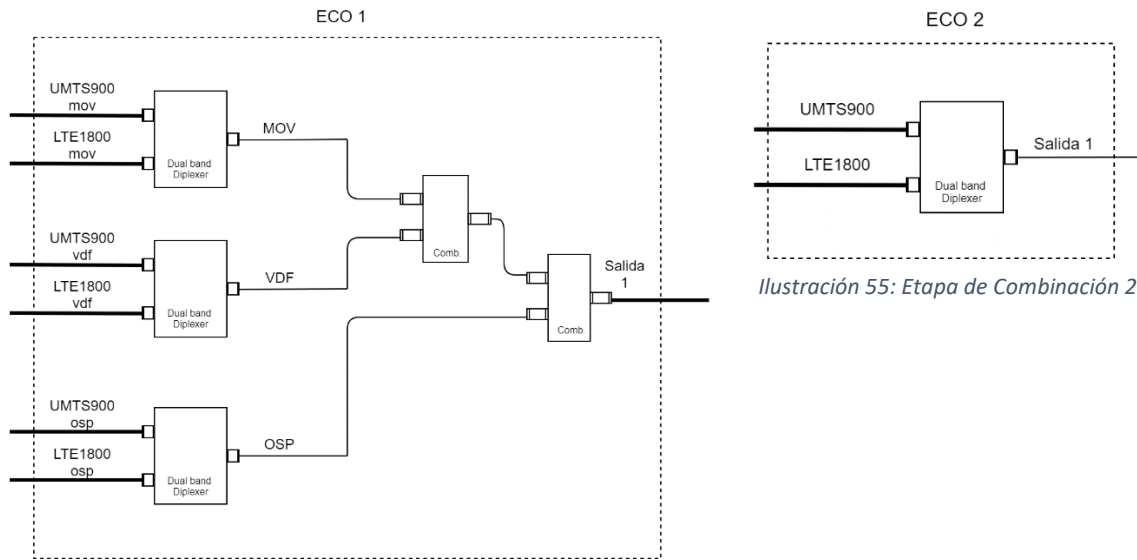 ECO 1
UMTS900
mov
LTE1800
mov
Dual band
Diplexer
MOV
UMTS900
vdf
LTE1800
vdf
Dual band
Diplexer
VDF
Comb.
UMTS900
osp
LTE1800
osp
Dual band
Diplexer
OSP
Comb.
Salida
1
ECO 2
UMTS900
LTE1800
Dual band
Diplexer
Salida 1
Ilustración 55: Etapa de Combinación 2